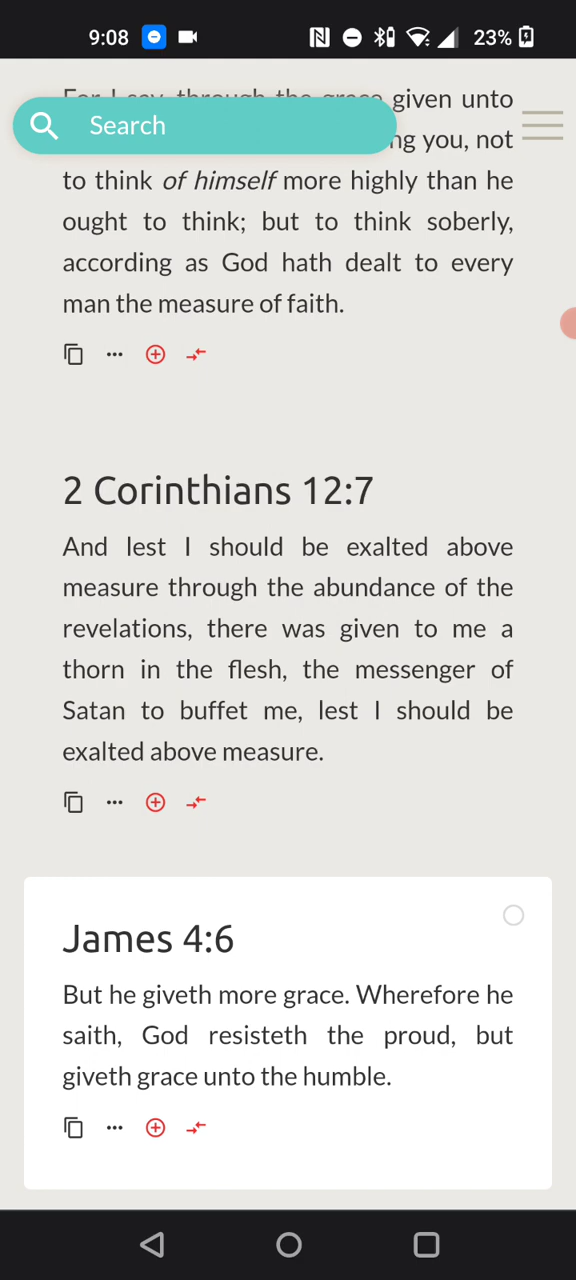 9:08
23%
For I say, through the grace given unto
Search
ng you, not
to think of himself more highly than he
ought to think; but to think soberly,
according as God hath dealt to every
man the measure of faith.
2 Corinthians 12:7
And lest I should be exalted above
measure through the abundance of the
revelations, there was given to me a
thorn in the flesh, the messenger of
Satan to buffet me, lest I should be
exalted above measure.
James 4:6
But he giveth more grace. Wherefore he
saith, God resisteth the proud, but
giveth grace unto the humble.